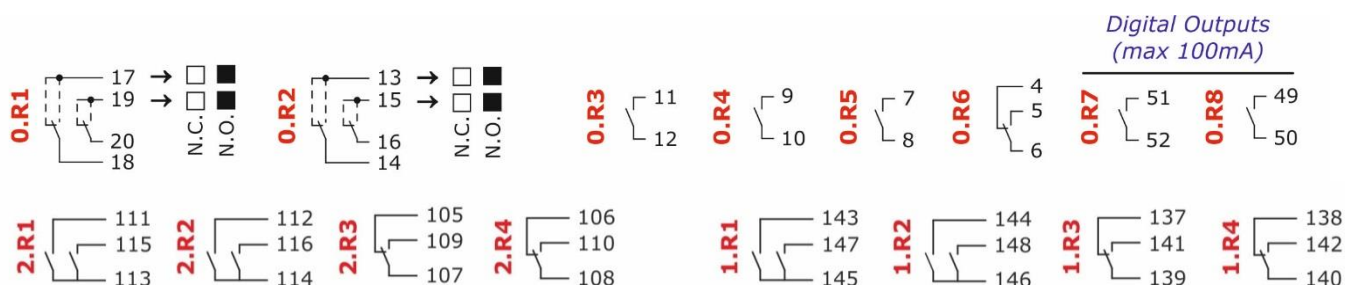 Digital Outputs
(max 100mA)
0.R1
17
19
20
18
N.C.
N.O.
0.R2
13
15
16
14
N.C.
N.O.
0.R3
11
12
0.R4
9
10
0.R5
7
8
0.R6
4
5
6
0.R7
51
52
0.R8
49
50
2.R1
111
115
113
2.R2
112
116
114
2.R3
105
109
107
2.R4
106
110
108
1.R1
143
147
145
1.R2
144
148
146
1.R3
137
141
139
1.R4
138
142
140